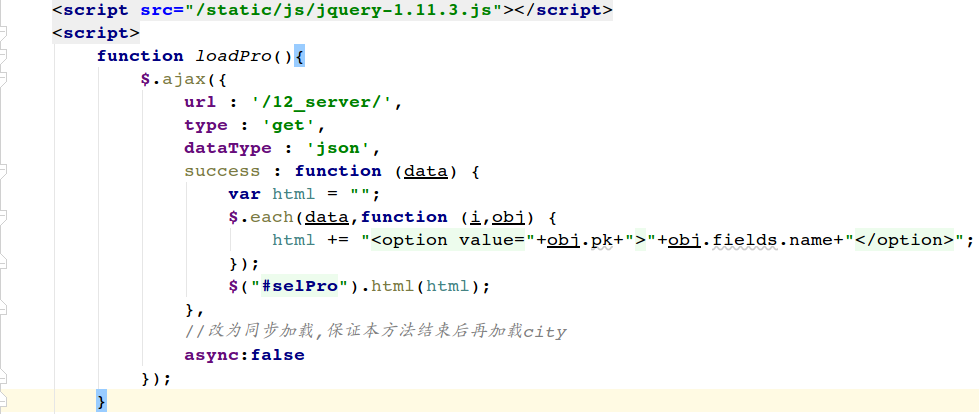 <script src="/static/js/jquery-1.11.3.js"></script>
<script>
    function loadPro(){
        $.ajax({
            url : '/12_server/',
            type : 'get',
            dataType : 'json',
            success : function (data) {
                var html = "";
                $.each(data,function (i,obj) {
                    html += "<option value="+obj.pk+">"+obj.fields.name+"</option>";
                });
                $("#selPro").html(html);
            },
            //改为同步加载,保证本方法结束后再加载city
            async:false
        });
    }